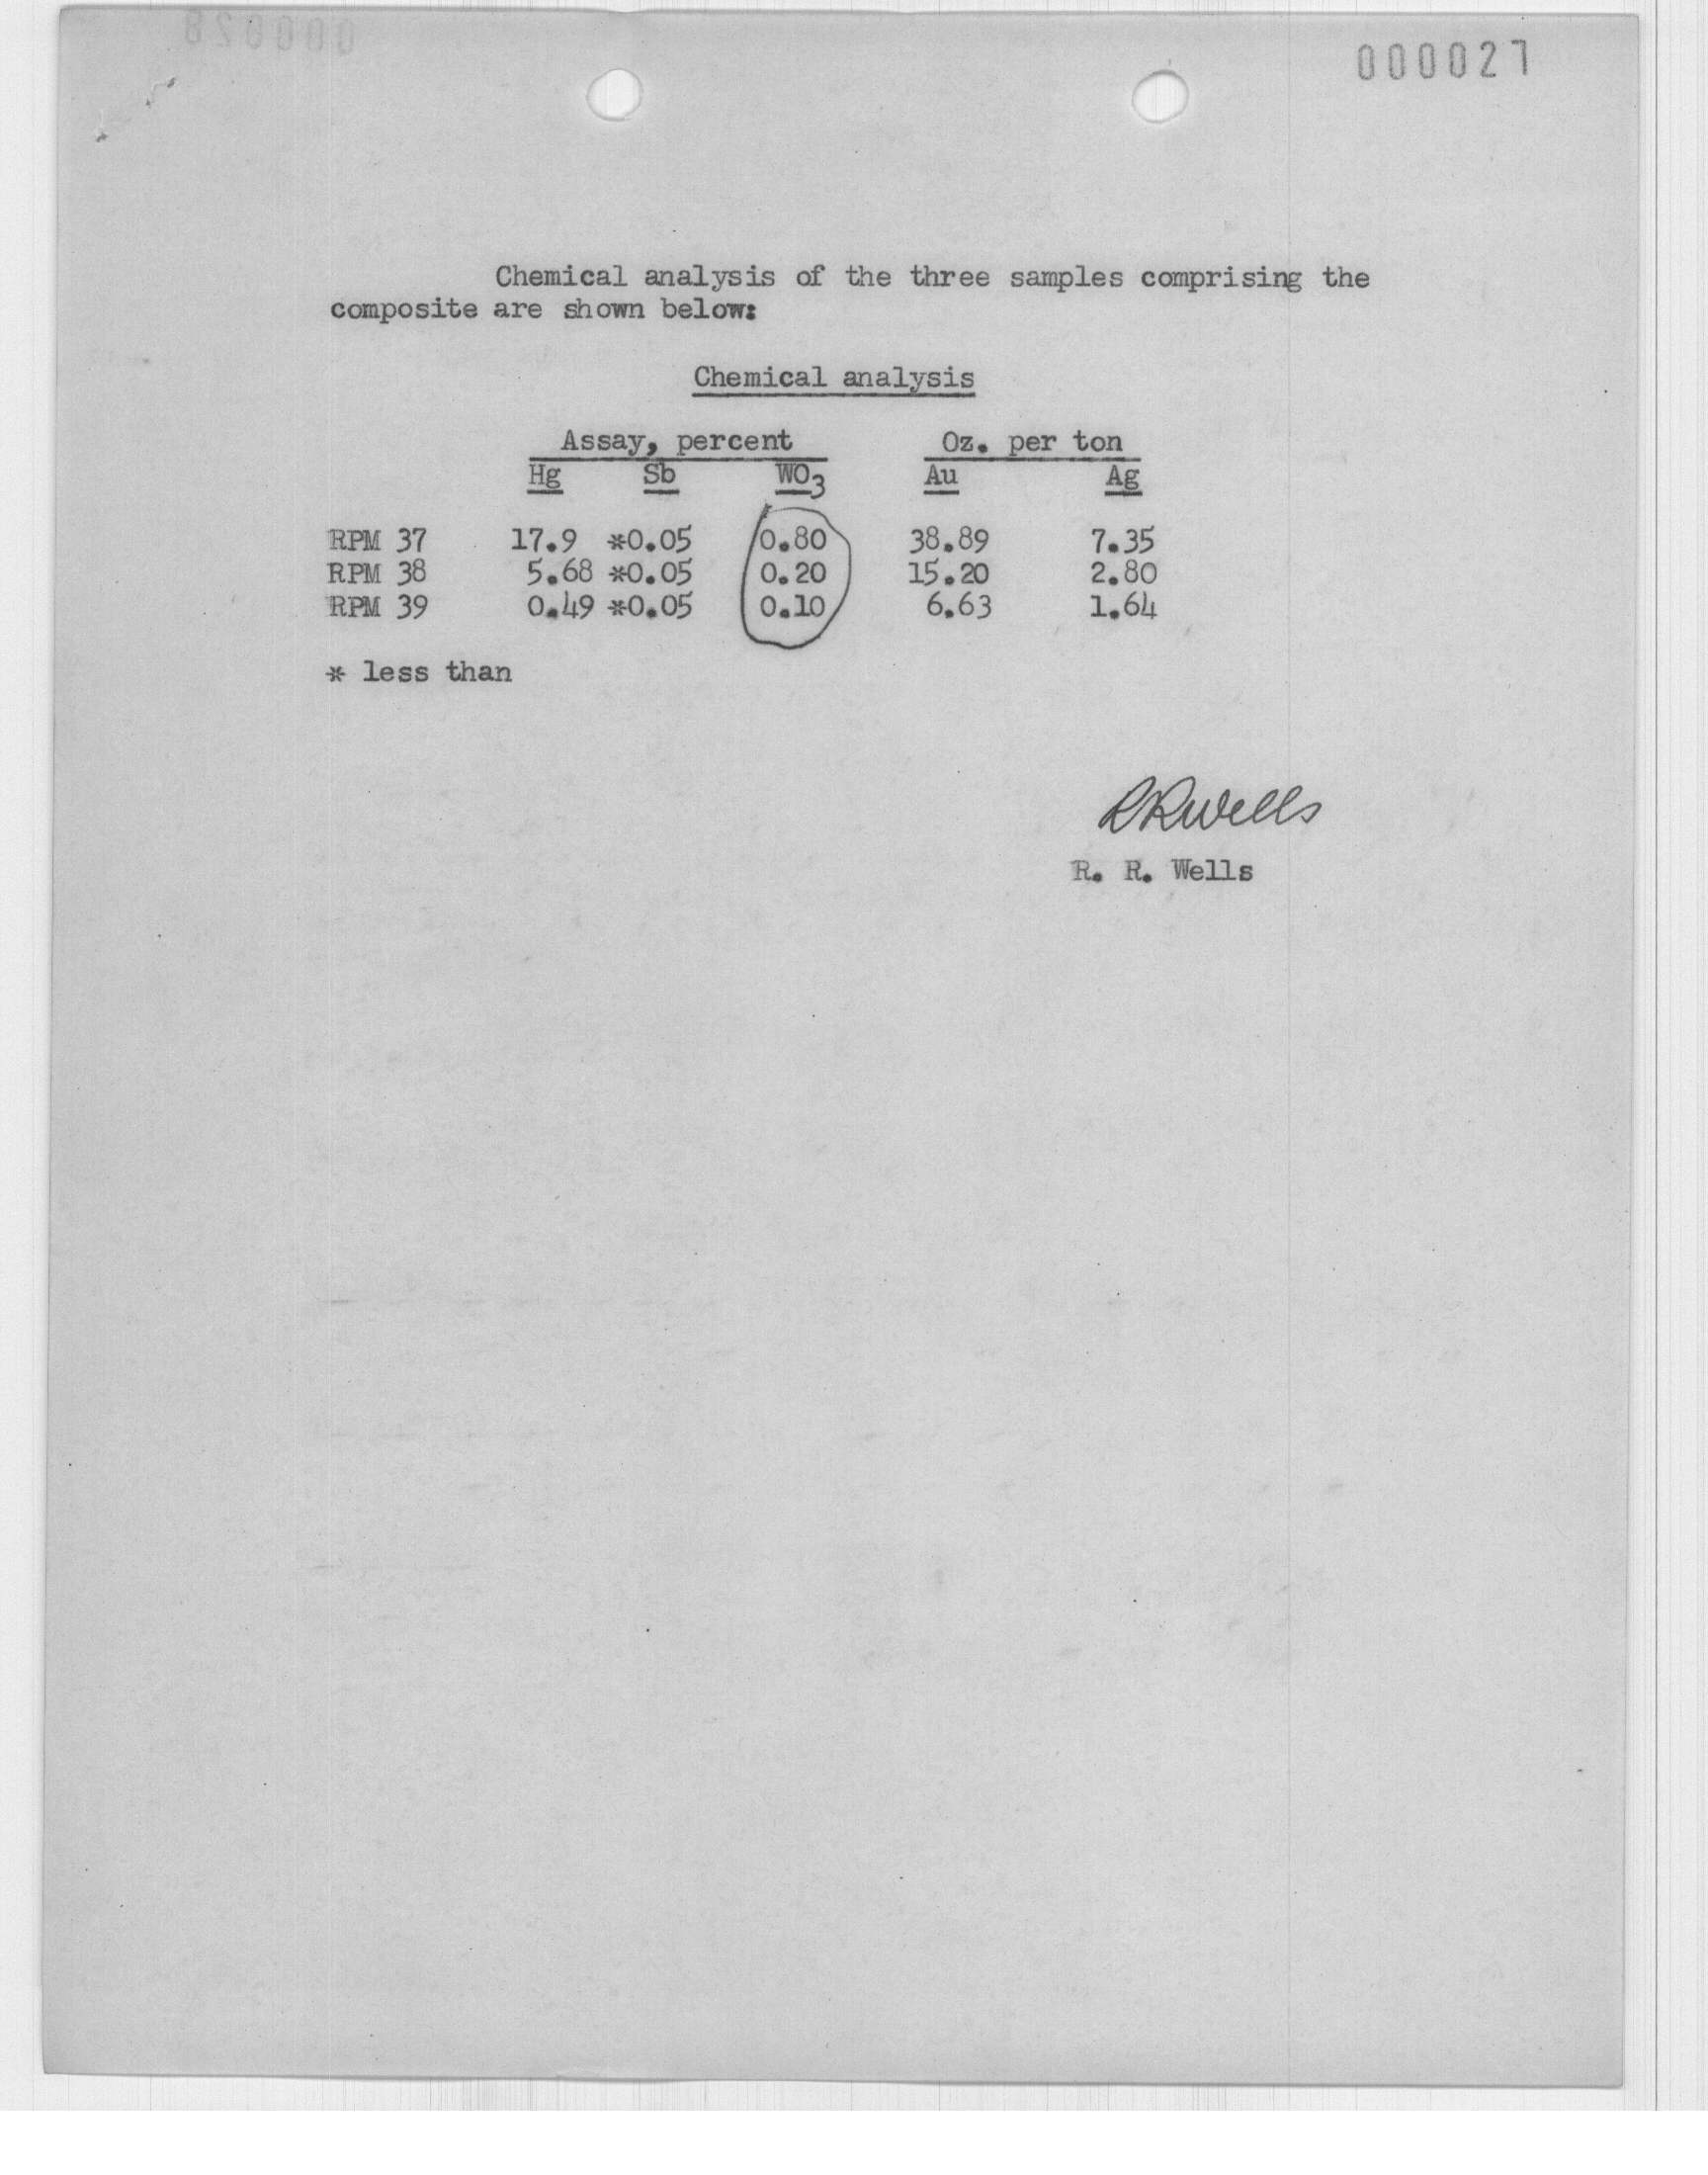 000027
Chemical analysis of the three samples comprising the
composite are shown below:
Chemical analysis
Assay, percent Oz. per ton
Hg Sb WO3 Au Ag
RPM 37 17.9 *0.05 0.80 38.89 7.35
RPM 38 5.68 *0.05 0.20 15.20 2.80
RPM 39 0.49 *0.05 0.10 6.63 1.64
* less than
RRWells
R. R. Wells